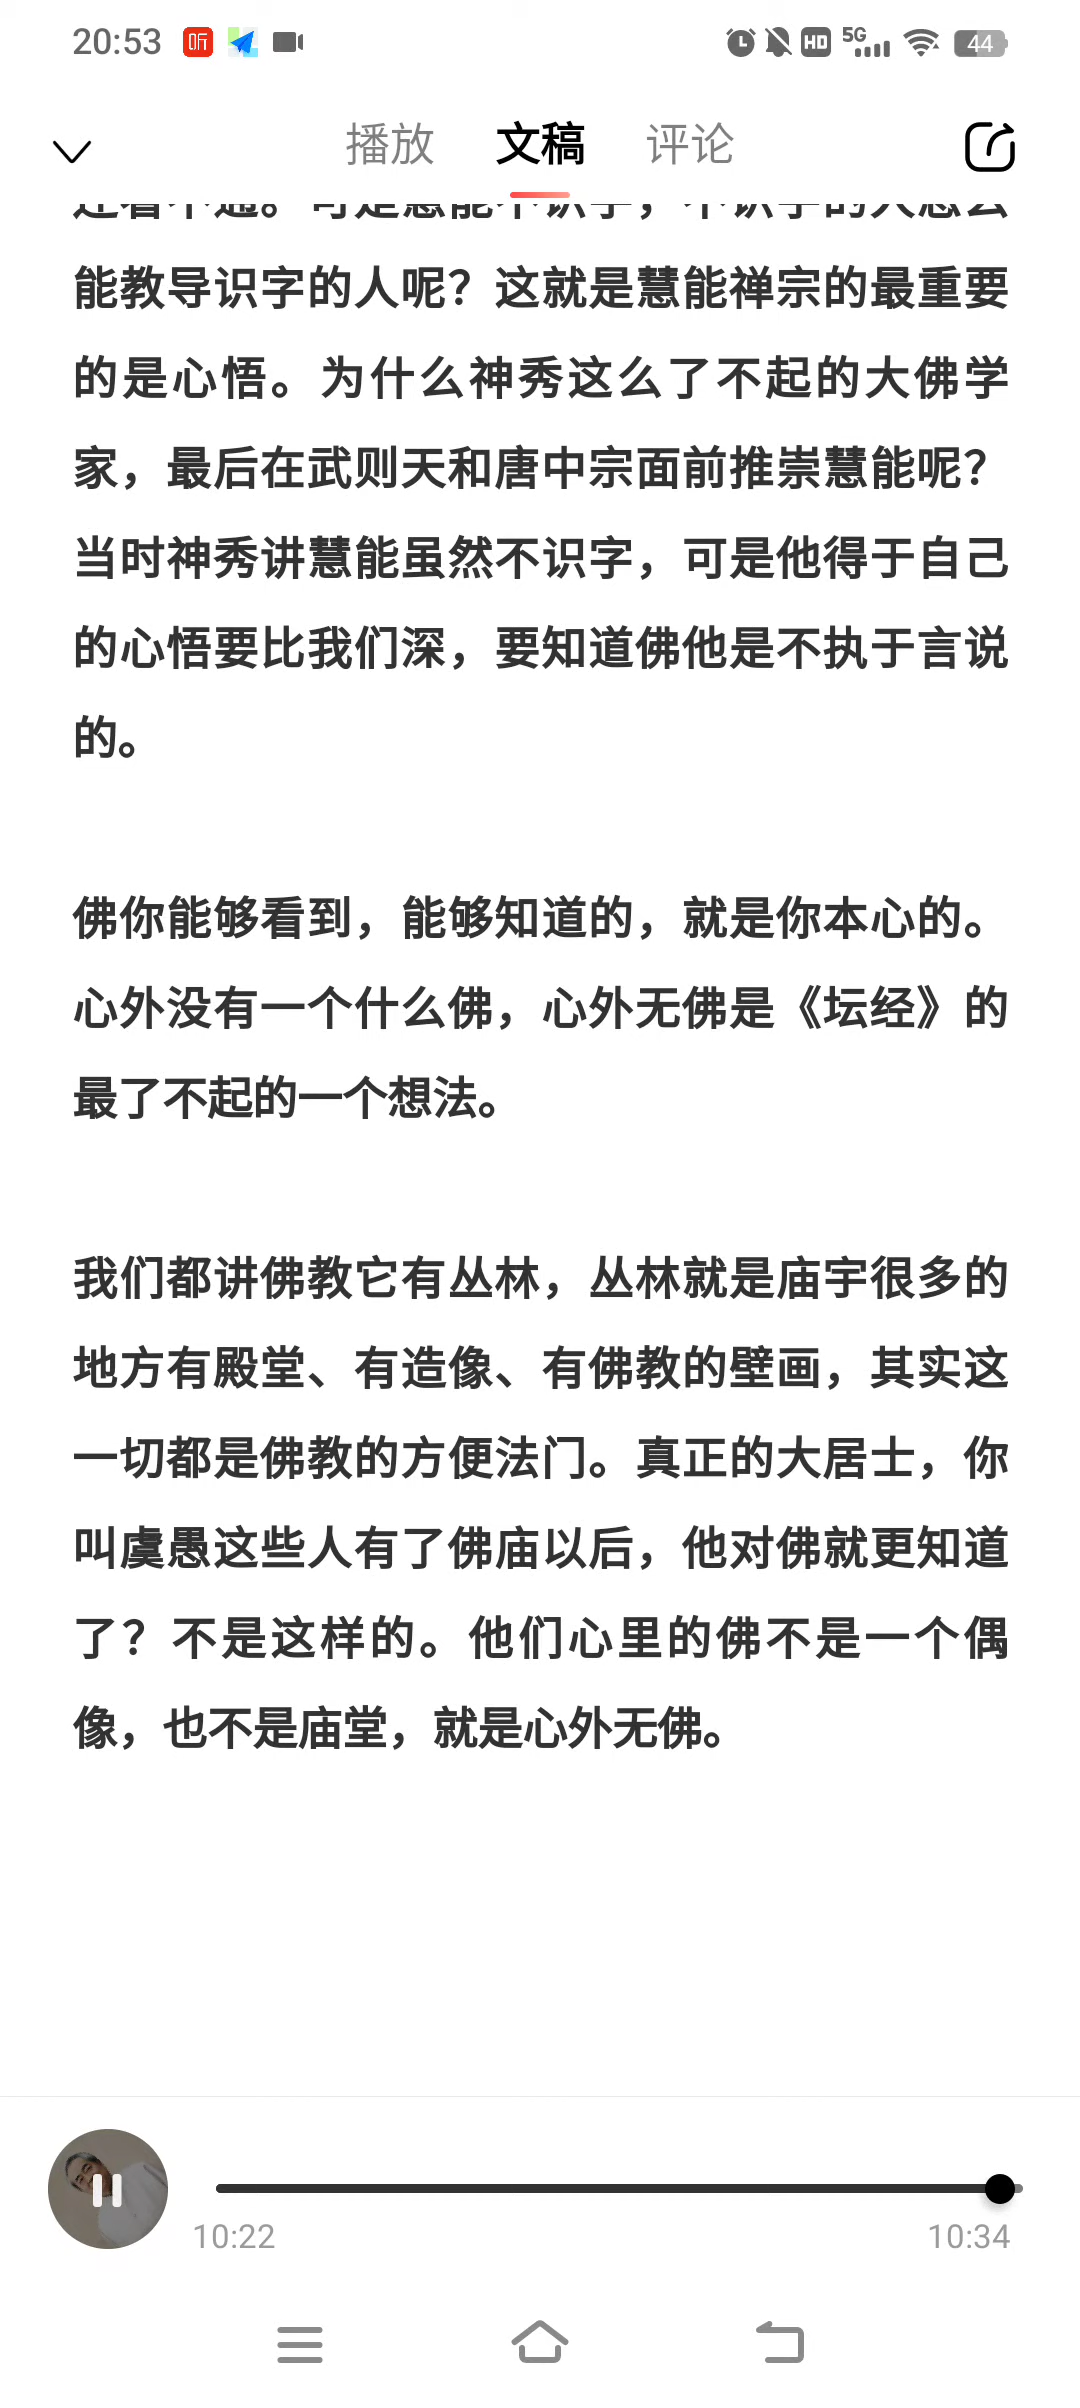 20:53 听 HD 5G 44
播放 文稿 评论
能教导识字的人呢？这就是慧能禅宗的最重要
的是心悟。为什么神秀这么了不起的大佛学
家，最后在武则天和唐中宗面前推崇慧能呢？
当时神秀讲慧能虽然不识字，可是他得于自己
的心悟要比我们深，要知道佛他是不执于言说
的。
佛你能够看到，能够知道的，就是你本心的。
心外没有一个什么佛，心外无佛是《坛经》的
最了不起的一个想法。
我们都讲佛教它有丛林，丛林就是庙宇很多的
地方有殿堂、有造像、有佛教的壁画，其实这
一切都是佛教的方便法门。真正的大居士，你
叫虞愚这些人有了佛庙以后，他对佛就更知道
了？不是这样的。他们心里的佛不是一个偶
像，也不是庙堂，就是心外无佛。
10:22 10:34